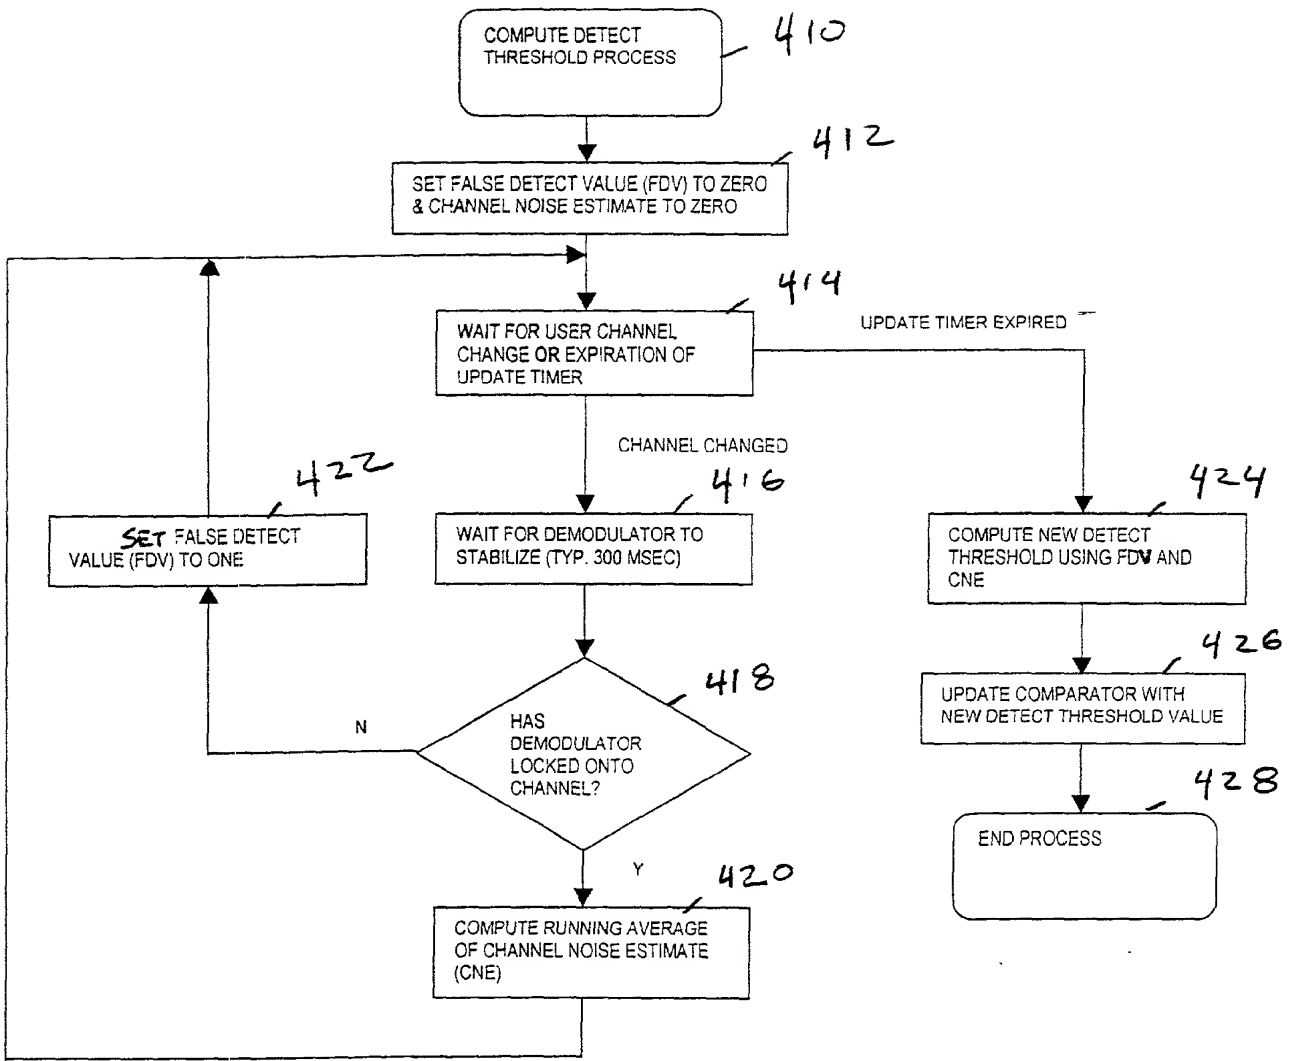 COMPUTE DETECT
THRESHOLD PROCESS
410
412
SET FALSE DETECT VALUE (FDV) TO ZERO
& CHANNEL NOISE ESTIMATE TO ZERO
414
WAIT FOR USER CHANNEL
CHANGE OR EXPIRATION OF
UPDATE TIMER
UPDATE TIMER EXPIRED
CHANNEL CHANGED
422
SET FALSE DETECT
VALUE (FDV) TO ONE
416
WAIT FOR DEMODULATOR TO
STABILIZE (TYP. 300 MSEC)
424
COMPUTE NEW DETECT
THRESHOLD USING FDV AND
CNE
418
HAS
DEMODULATOR
LOCKED ONTO
CHANNEL?
N
Y
426
UPDATE COMPARATOR WITH
NEW DETECT THRESHOLD VALUE
428
END PROCESS
420
COMPUTE RUNNING AVERAGE
OF CHANNEL NOISE ESTIMATE
(CNE)